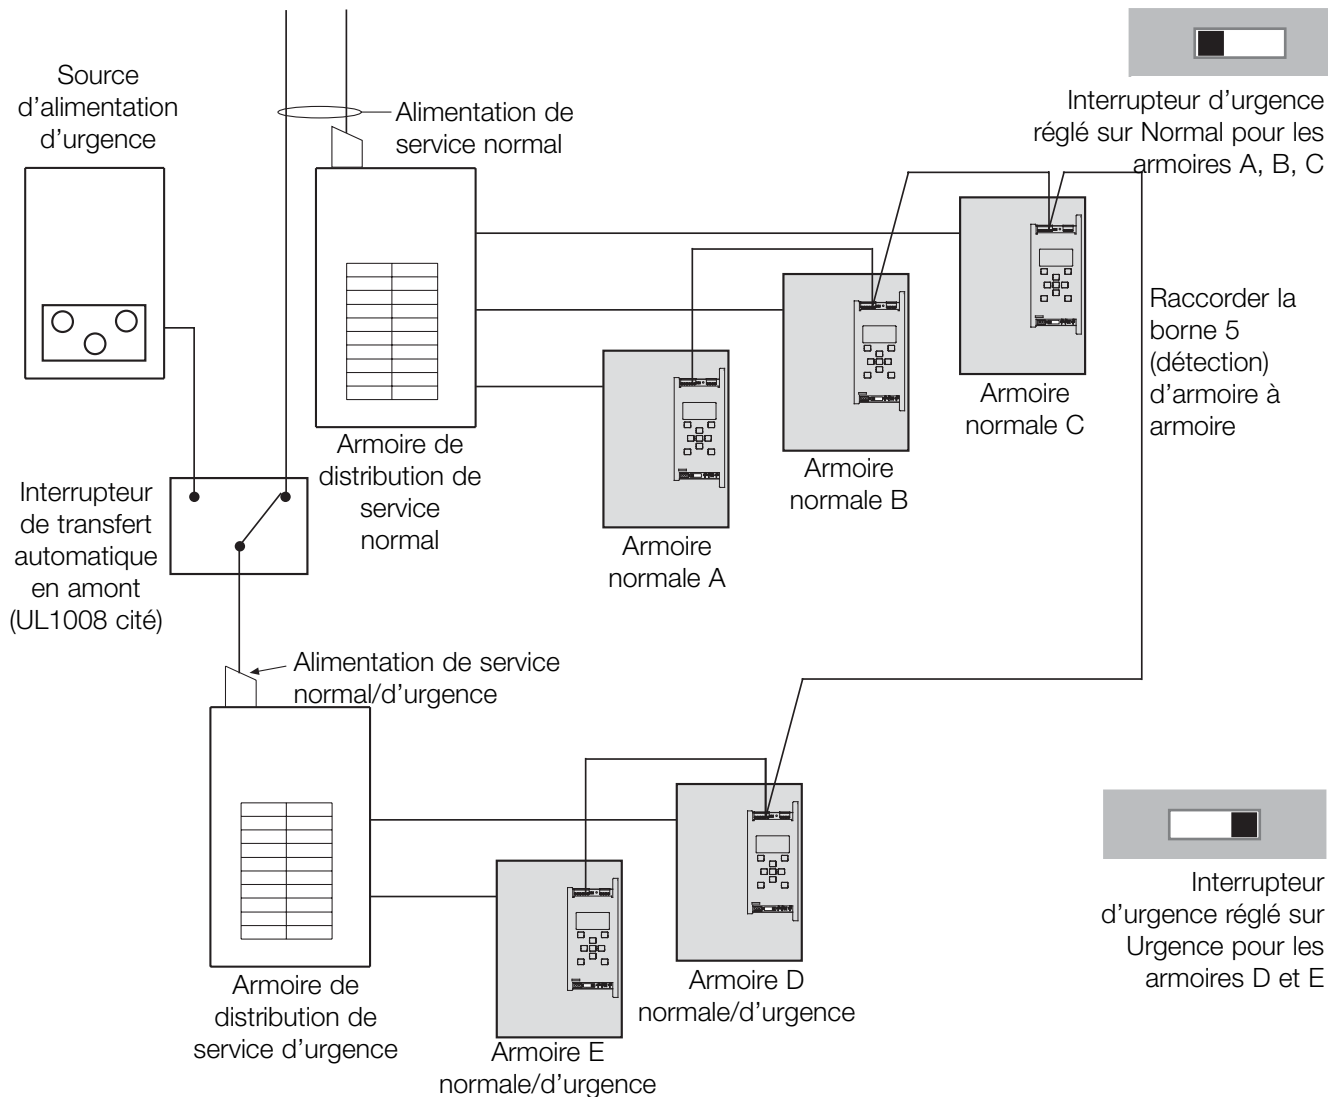 Source
d’alimentation
d’urgence
Alimentation de
service normal
Interrupteur d’urgence
réglé sur Normal pour les
armoires A, B, C
Raccorder la
borne 5
(détection)
d’armoire à
armoire
Armoire
normale C
Armoire
normale B
Armoire
normale A
Armoire de
distribution de
service
normal
Interrupteur
de transfert
automatique
en amont
(UL1008 cité)
Alimentation de service
normal/d’urgence
Interrupteur
d’urgence réglé sur
Urgence pour les
armoires D et E
Armoire D
normale/d’urgence
Armoire de
distribution de
service d’urgence
Armoire E
normale/d’urgence